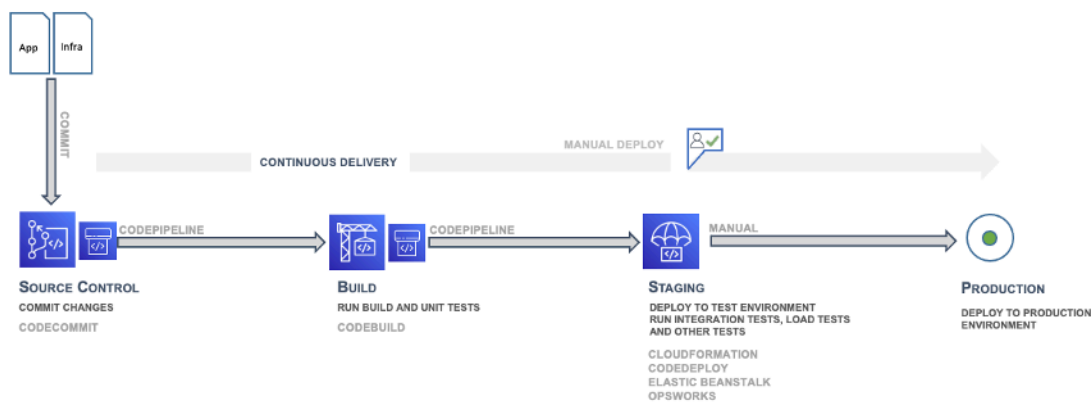 App
Infra
COMMIT
MANUAL DEPLOY
CONTINUOUS DELIVERY
CODEPIPELINE
CODEPIPELINE
MANUAL
SOURCE CONTROL
COMMIT CHANGES
CODECOMMIT
BUILD
RUN BUILD AND UNIT TESTS
CODEBUILD
STAGING
DEPLOY TO TEST ENVIRONMENT
RUN INTEGRATION TESTS, LOAD TESTS
AND OTHER TESTS
CLOUDFORMATION
CODEDEPLOY
ELASTIC BEANSTALK
OPSWORKS
PRODUCTION
DEPLOY TO PRODUCTION
ENVIRONMENT